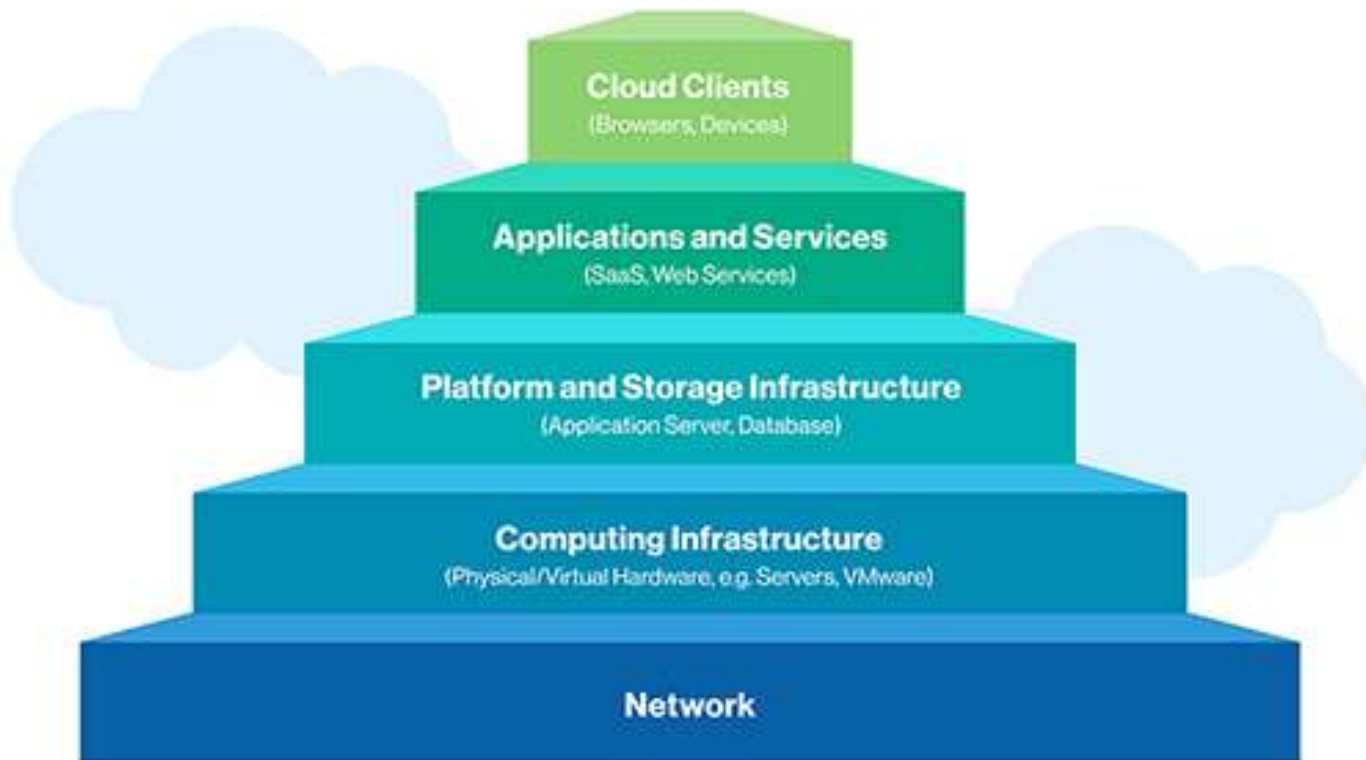 Cloud Clients
(Browsers, Devices)
Applications and Services
(SaaS, Web Services)
Platform and Storage Infrastructure
(Application Server, Database)
Computing Infrastructure
(Physical/Virtual Hardware, e.g. Servers, VMware)
Network